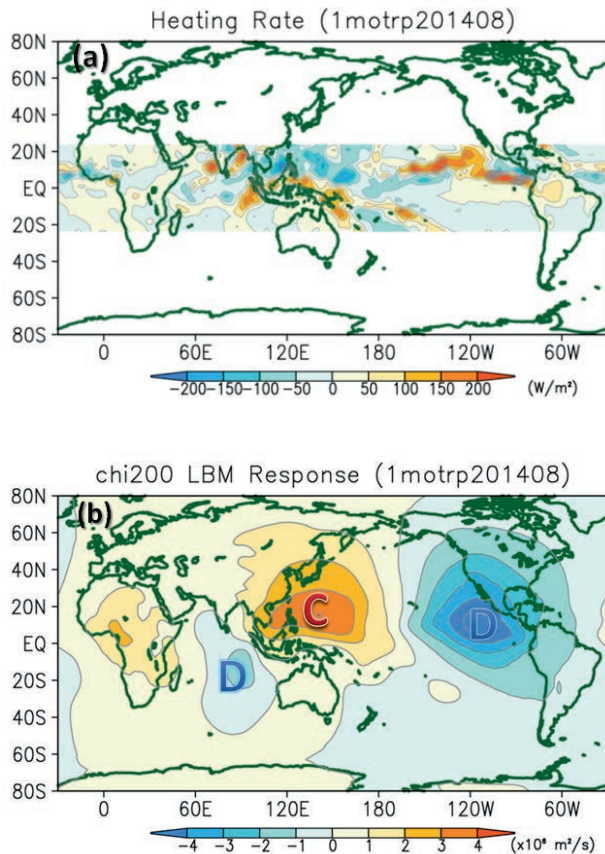 Heating Rate (1motrp201408)
(a)
80N
60N
40N
20N
EQ
20S
40S
60S
80S
0 60E 120E 180 120W 60W
−200−150−100−50 0 50 100 150 200 (W/m²)
chi200 LBM Response (1motrp201408)
(b)
80N
60N
40N
20N
EQ
20S
40S
60S
80S
C
D
D
0 60E 120E 180 120W 60W
−4 −3 −2 −1 0 1 2 3 4 (x10⁶ m²/s)